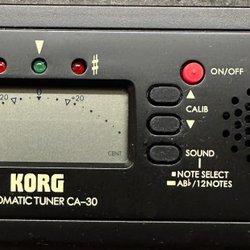 ON/OFF
20 0 +20
CALIB
CENT
SOUND
KORG
NOTE SELECT
OMATIC TUNER CA-30
A♭/12NOTES